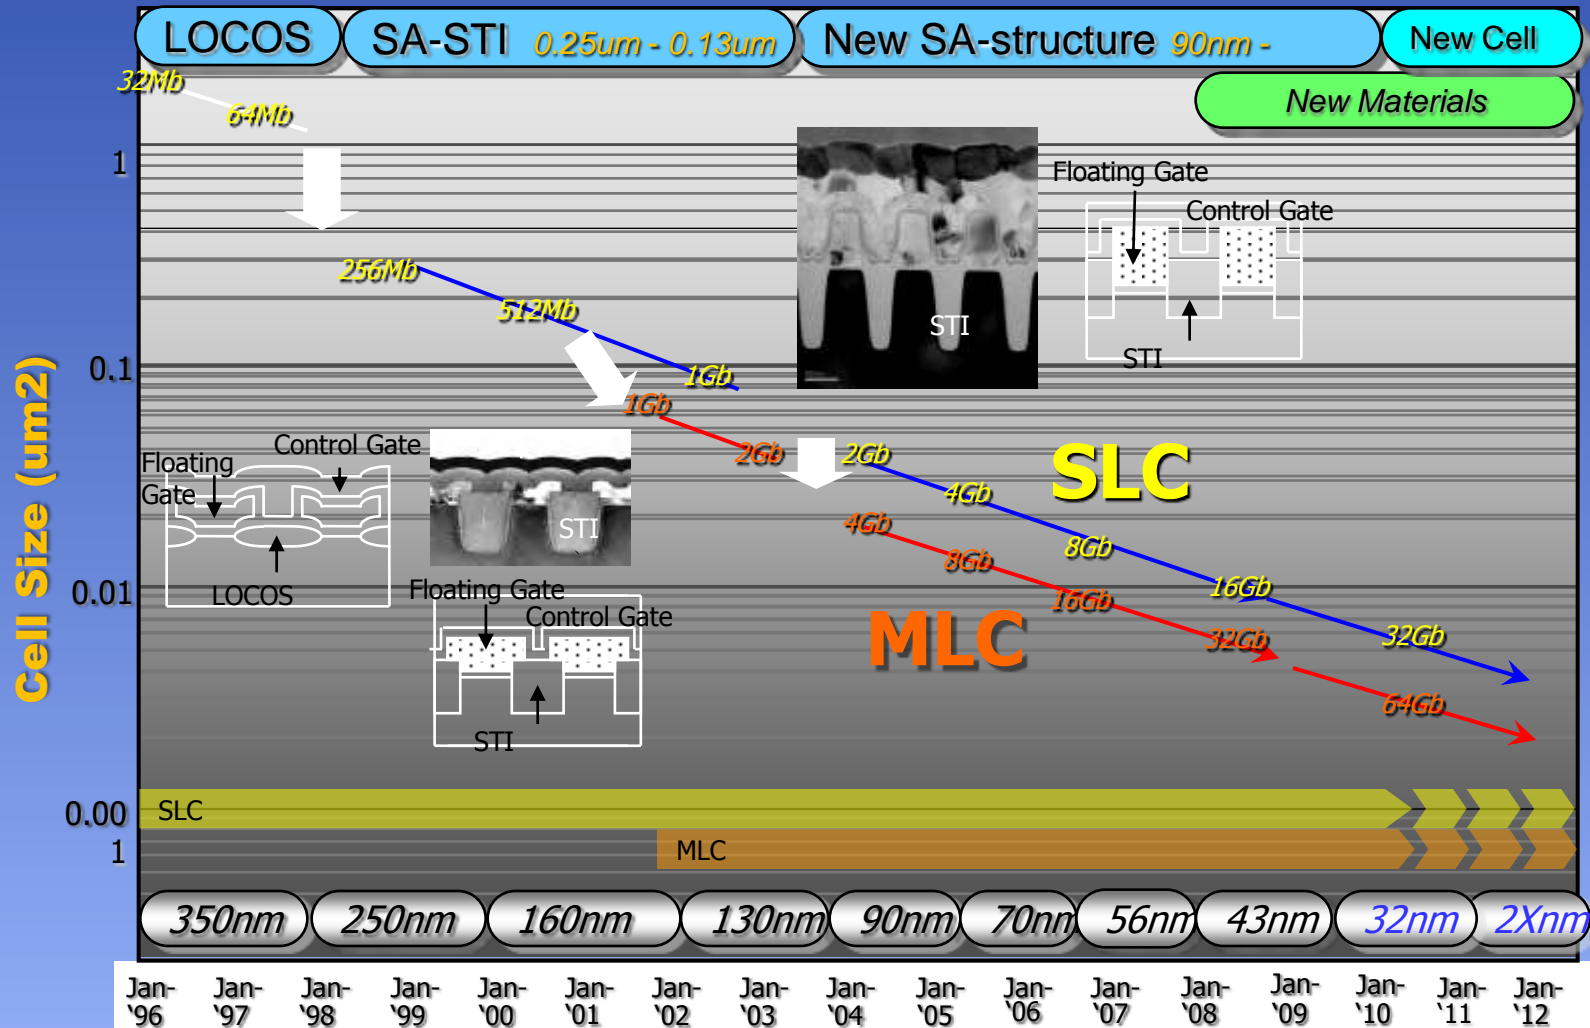 LOCOS
SA-STI 0.25um - 0.13um
New SA-structure 90nm -
New Cell
New Materials
32Mb
64Mb
1
Floating Gate
Control Gate
STI
STI
256Mb
512Mb
0.1
1Gb
1Gb
2Gb
2Gb
SLC
4Gb
4Gb
8Gb
8Gb
16Gb
16Gb
32Gb
32Gb
64Gb
MLC
Control Gate
Floating
Gate
LOCOS
STI
Floating Gate
Control Gate
STI
Cell Size (um2)
0.01
0.00
1
SLC
MLC
350nm
250nm
160nm
130nm
90nm
70nm
56nm
43nm
32nm
2Xnm
Jan-
‘96
Jan-
‘97
Jan-
‘98
Jan-
‘99
Jan-
‘00
Jan-
‘01
Jan-
‘02
Jan-
‘03
Jan-
‘04
Jan-
‘05
Jan-
‘06
Jan-
‘07
Jan-
‘08
Jan-
‘09
Jan-
‘10
Jan-
‘11
Jan-
‘12